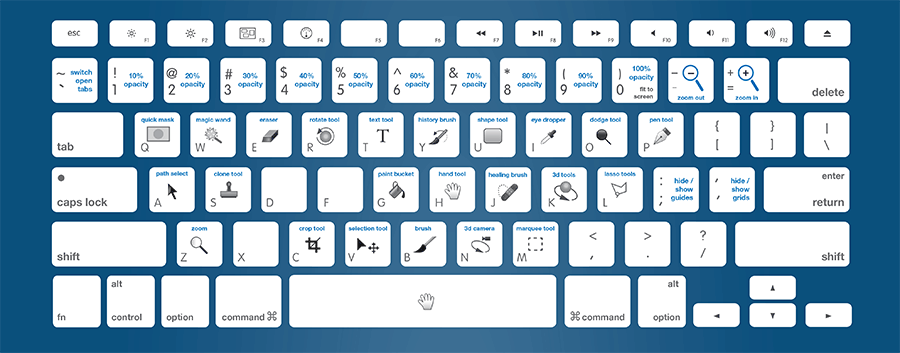 esc F1 F2 F3 F4 F5 F6 F7 F8 F9 F10 F11 F12
~ ` switch open tabs
! 1 10% opacity
@ 2 20% opacity
# 3 30% opacity
$ 4 40% opacity
% 5 50% opacity
^ 6 60% opacity
& 7 70% opacity
* 8 80% opacity
( 9 90% opacity
) 0 100% opacity fit to screen
_ - zoom out
+ = zoom in
delete
tab
quick mask Q
magic wand W
eraser E
rotate tool R
text tool T
history brush Y
shape tool U
eye dropper I
dodge tool O
pen tool P
{ [
} ]
| \
caps lock
path select A
clone tool S
D
F
paint bucket G
hand tool H
healing brush J
3d tools K
lasso tools L
: ; hide / show guides
" ' hide / show grids
enter return
shift
zoom Z
X
crop tool C
selection tool V
brush B
3d camera N
marquee tool M
< ,
> .
? /
shift
fn
alt control
option
command ⌘
⌘ command
alt option